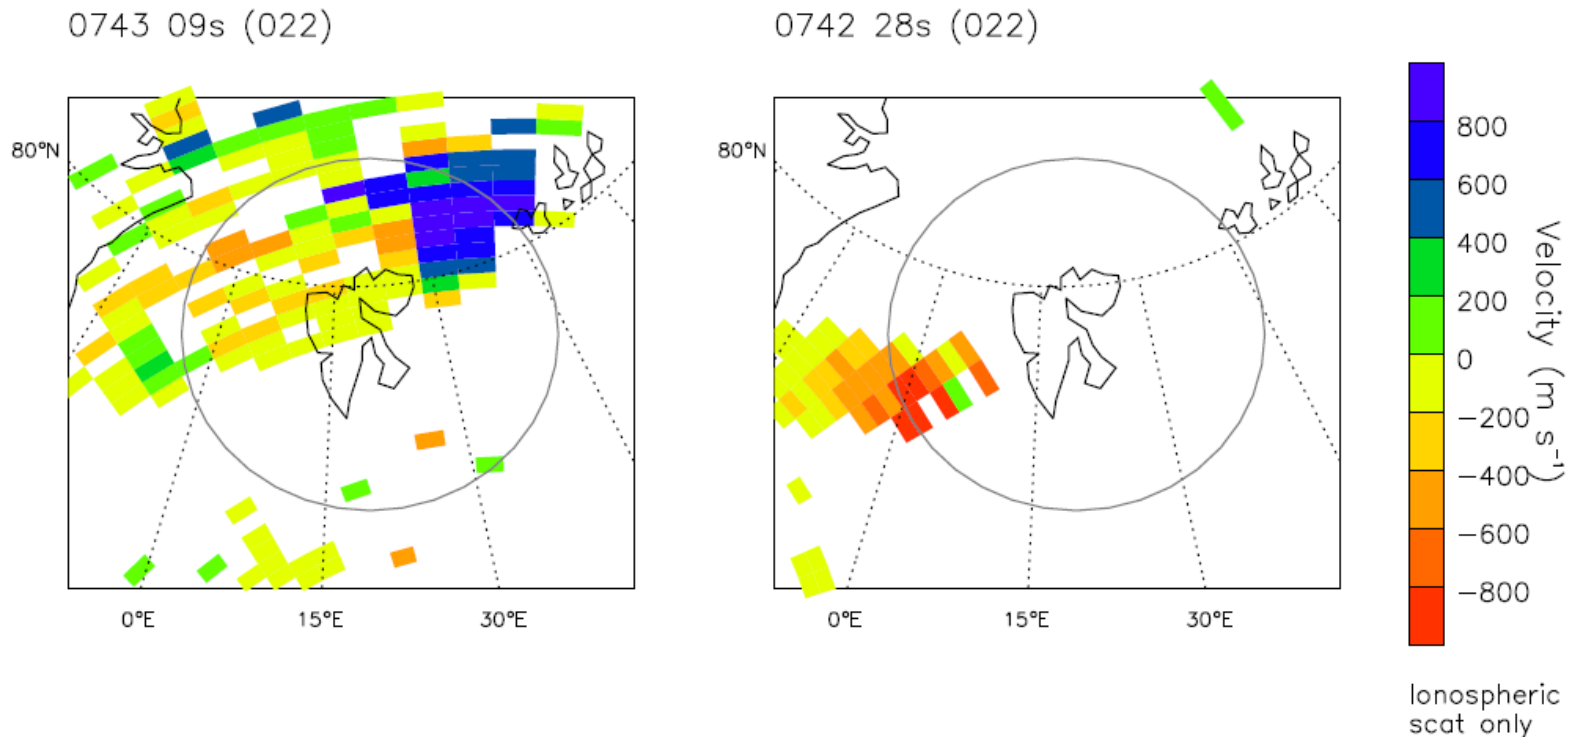 0743 09s (022)
0742 28s (022)
80°N
80°N
0°E
15°E
30°E
0°E
15°E
30°E
800
600
400
200
0
−200
−400
−600
−800
Velocity (m s⁻¹)
Ionospheric
scat only